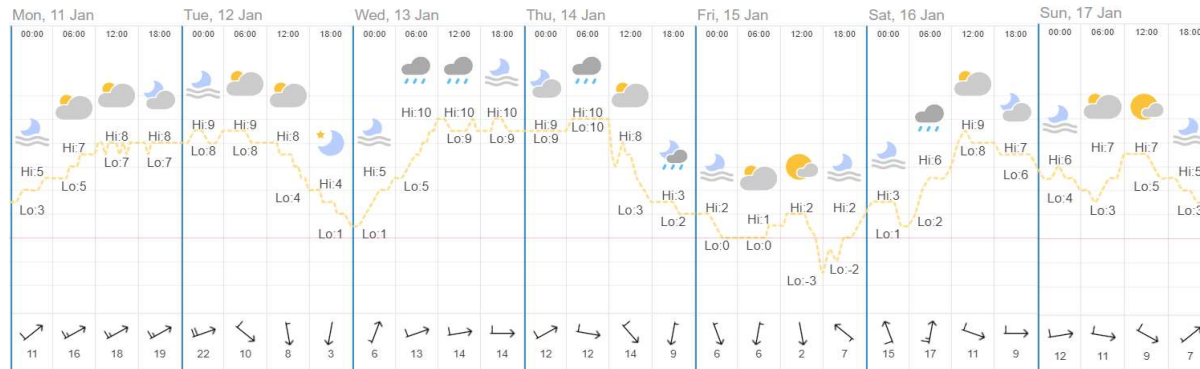 Mon, 11 Jan Tue, 12 Jan Wed, 13 Jan Thu, 14 Jan Fri, 15 Jan Sat, 16 Jan Sun, 17 Jan
00:00 06:00 12:00 18:00 00:00 06:00 12:00 18:00 00:00 06:00 12:00 18:00 00:00 06:00 12:00 18:00 00:00 06:00 12:00 18:00 00:00 06:00 12:00 18:00 00:00 06:00 12:00 18:00
Hi:5 Hi:7 Hi:8 Hi:8 Hi:9 Hi:9 Hi:8 Hi:4 Hi:5 Hi:10 Hi:10 Hi:10 Hi:9 Hi:10 Hi:8 Hi:3 Hi:2 Hi:1 Hi:2 Hi:2 Hi:3 Hi:6 Hi:9 Hi:7 Hi:6 Hi:7 Hi:7 Hi:5
Lo:3 Lo:5 Lo:7 Lo:7 Lo:8 Lo:8 Lo:4 Lo:1 Lo:1 Lo:5 Lo:9 Lo:9 Lo:9 Lo:10 Lo:3 Lo:2 Lo:0 Lo:0 Lo:-3 Lo:-2 Lo:1 Lo:2 Lo:8 Lo:6 Lo:4 Lo:3 Lo:5 Lo:3
11 16 18 19 22 10 8 3 6 13 14 14 12 12 14 9 6 6 2 7 15 17 11 9 12 11 9 7